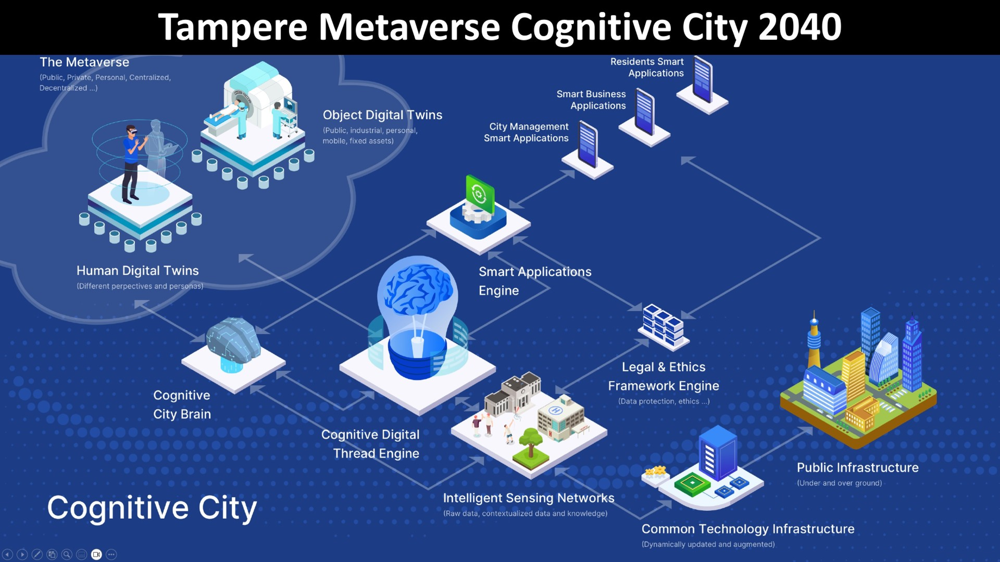 Tampere Metaverse Cognitive City 2040
The Metaverse
(Public, Private, Personal, Centralized,
Decentralized ...)
Residents Smart
Applications
Smart Business
Applications
City Management
Smart Applications
Object Digital Twins
(Public, industrial, personal,
mobile, fixed assets)
Human Digital Twins
(Different perpectives and personas)
Smart Applications
Engine
Cognitive
City Brain
Legal & Ethics
Framework Engine
(Data protection, ethics ...)
Cognitive Digital
Thread Engine
H
H
Public Infrastructure
(Under and over ground)
Intelligent Sensing Networks
(Raw data, contextualized data and knowledge)
Cognitive City
Common Technology Infrastructure
(Dynamically updated and augmented)